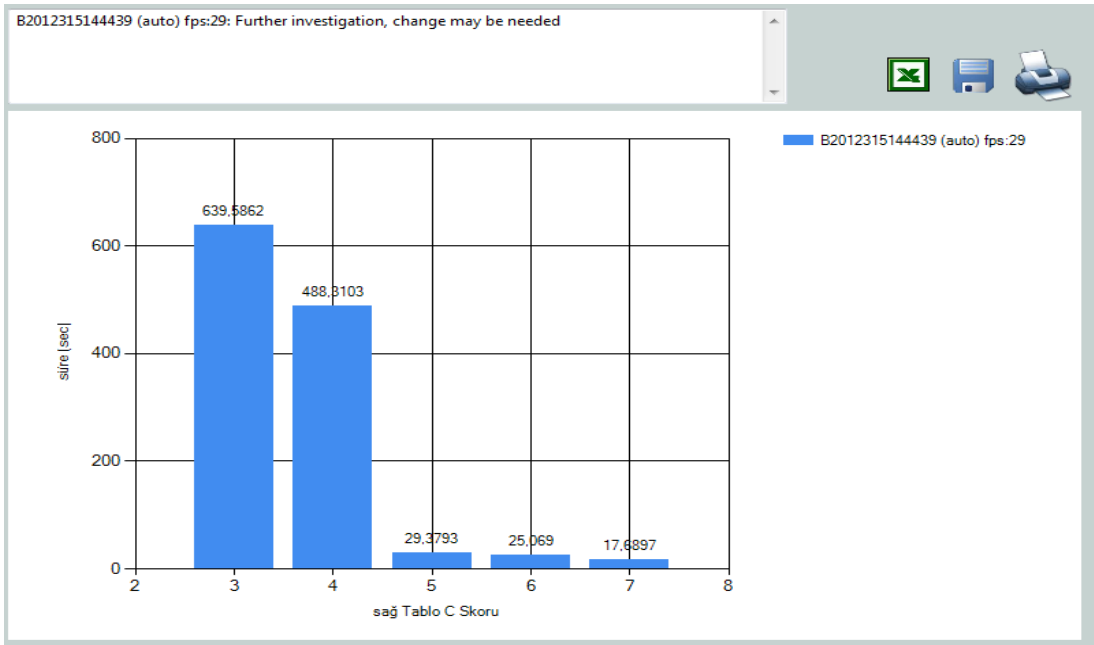 B2012315144439 (auto) fps:29: Further investigation, change may be needed
B2012315144439 (auto) fps:29
800
639,5862
600
488,3103
süre [sec]
400
200
29,3793
25,069
17,6897
0
2 3 4 5 6 7 8
sağ Tablo C Skoru